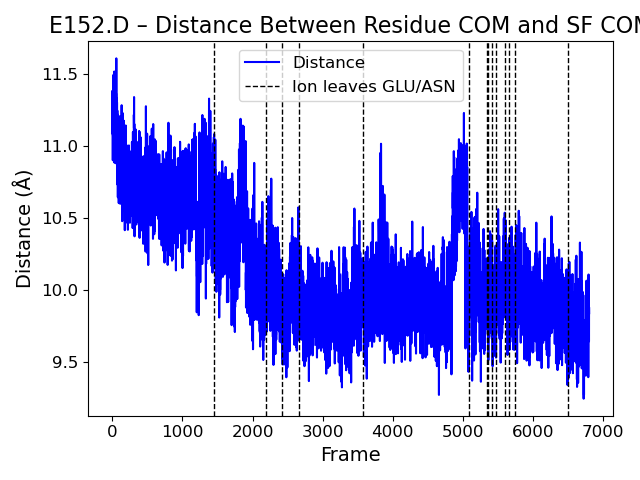 E152.D – Distance Between Residue COM and SF COM
Distance
Ion leaves GLU/ASN
11.5
11.0
10.5
10.0
9.5
Distance (Å)
0 1000 2000 3000 4000 5000 6000 7000
Frame